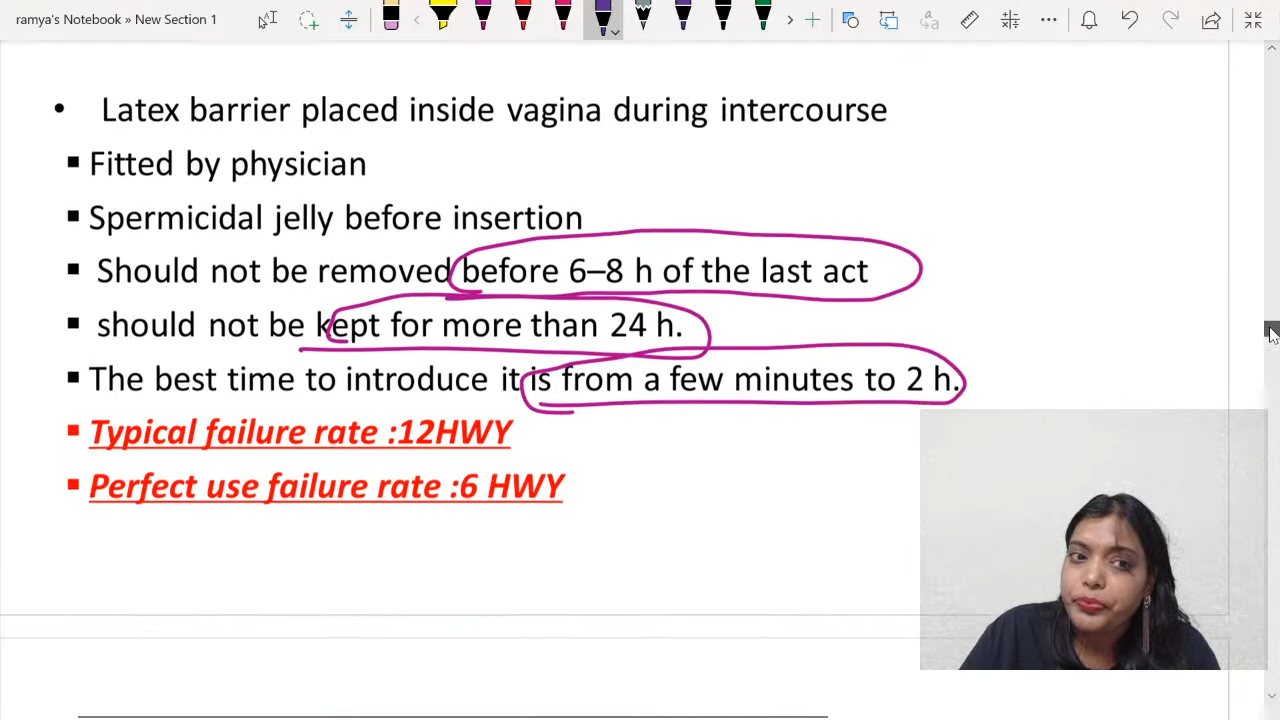 ramya's Notebook » New Section 1
• Latex barrier placed inside vagina during intercourse
▪ Fitted by physician
▪ Spermicidal jelly before insertion
▪ Should not be removed before 6–8 h of the last act
▪ should not be kept for more than 24 h.
▪ The best time to introduce it is from a few minutes to 2 h.
▪ Typical failure rate :12HWY
▪ Perfect use failure rate :6 HWY